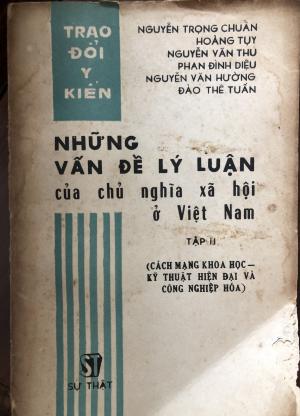 TRAO
ĐỔI
Y
KIẾN
NGUYỄN TRỌNG CHUẨN
HOÀNG TỤY
NGUYỄN VĂN THU
PHAN ĐÌNH DIỆU
NGUYỄN VĂN HƯỜNG
ĐÀO THẾ TUẤN
NHỮNG
VẤN ĐỀ LÝ LUẬN
của chủ nghĩa xã hội
ở Việt Nam
TẬP II
(CÁCH MẠNG KHOA HỌC —
KỸ THUẬT HIỆN ĐẠI VÀ
CÔNG NGHIỆP HÓA)
ST
SỰ THẬT